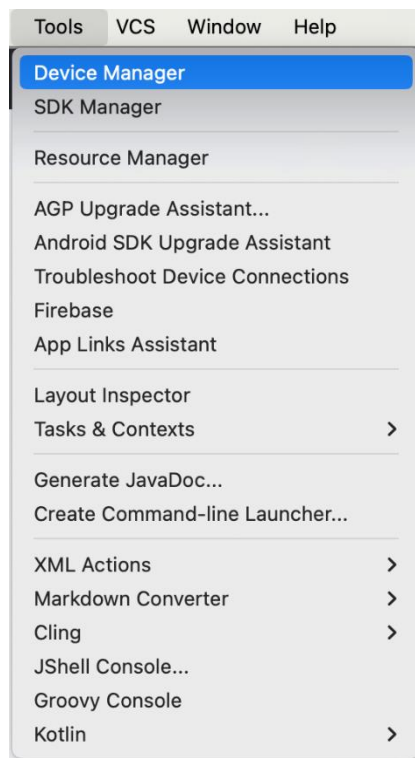 Tools VCS Window Help
Device Manager
SDK Manager
Resource Manager
AGP Upgrade Assistant...
Android SDK Upgrade Assistant
Troubleshoot Device Connections
Firebase
App Links Assistant
Layout Inspector
Tasks & Contexts
Generate JavaDoc...
Create Command-line Launcher...
XML Actions
Markdown Converter
Cling
JShell Console...
Groovy Console
Kotlin